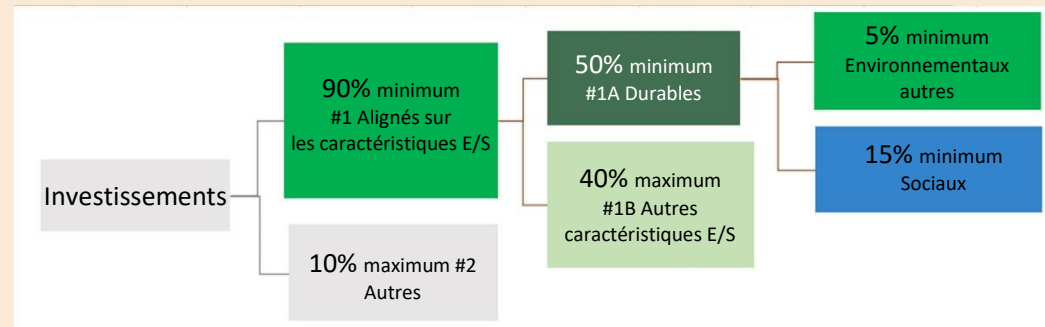 Investissements
90% minimum
#1 Alignés sur
les caractéristiques E/S
10% maximum #2
Autres
50% minimum
#1A Durables
40% maximum
#1B Autres
caractéristiques E/S
5% minimum
Environnementaux
autres
15% minimum
Sociaux